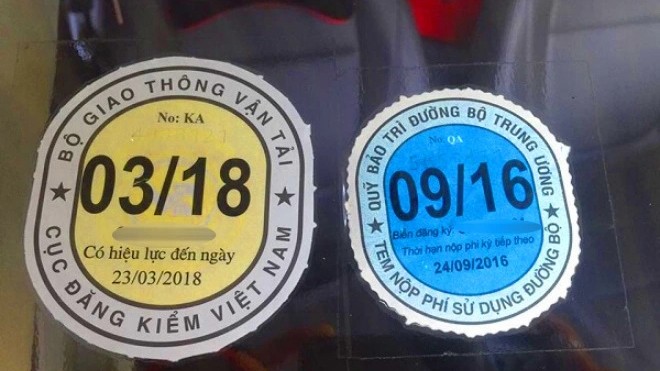 BỘ GIAO THÔNG VẬN TẢI
No: KA
03/18
Có hiệu lực đến ngày
23/03/2018
CỤC ĐĂNG KIỂM VIỆT NAM
QUỸ BẢO TRÌ ĐƯỜNG BỘ TRUNG ƯƠNG
No: QA
09/16
Biển đăng ký:
Thời hạn nộp phí kỳ tiếp theo
24/09/2016
TEM NỘP PHÍ SỬ DỤNG ĐƯỜNG BỘ